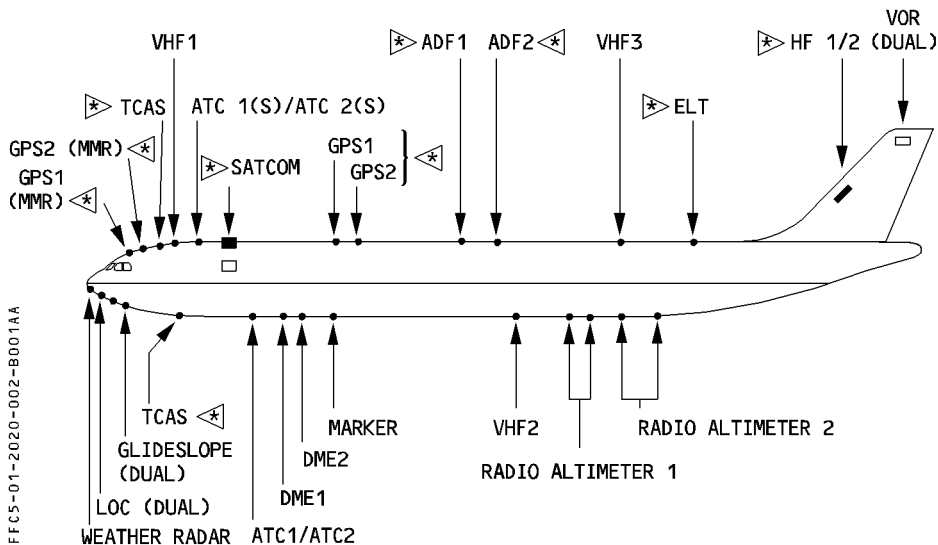 VOR
VHF1
* ADF1
ADF2 *
VHF3
* HF 1/2
(DUAL)
* TCAS
ATC 1(S)/ATC 2(S)
* ELT
GPS2 (MMR) *
GPS1
(MMR) *
* SATCOM
GPS1
GPS2
*
TCAS *
MARKER
VHF2
RADIO ALTIMETER 2
GLIDESLOPE
(DUAL)
DME2
RADIO ALTIMETER 1
LOC (DUAL)
DME1
WEATHER RADAR
ATC1/ATC2
FFC5-01-2020-002-B001AA